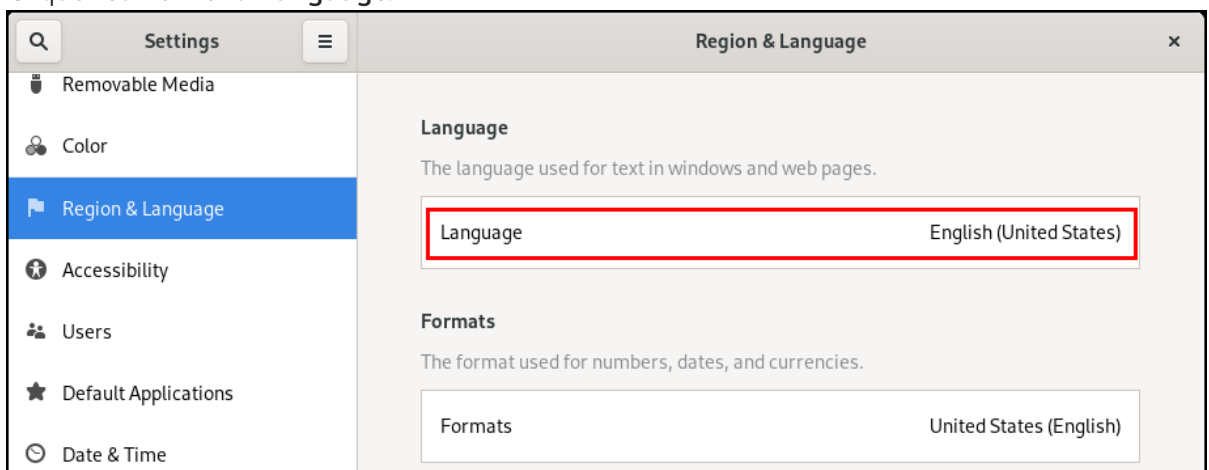 Settings
Region & Language
Removable Media
Color
Region & Language
Accessibility
Users
Default Applications
Date & Time
Language
The language used for text in windows and web pages.
Language English (United States)
Formats
The format used for numbers, dates, and currencies.
Formats United States (English)